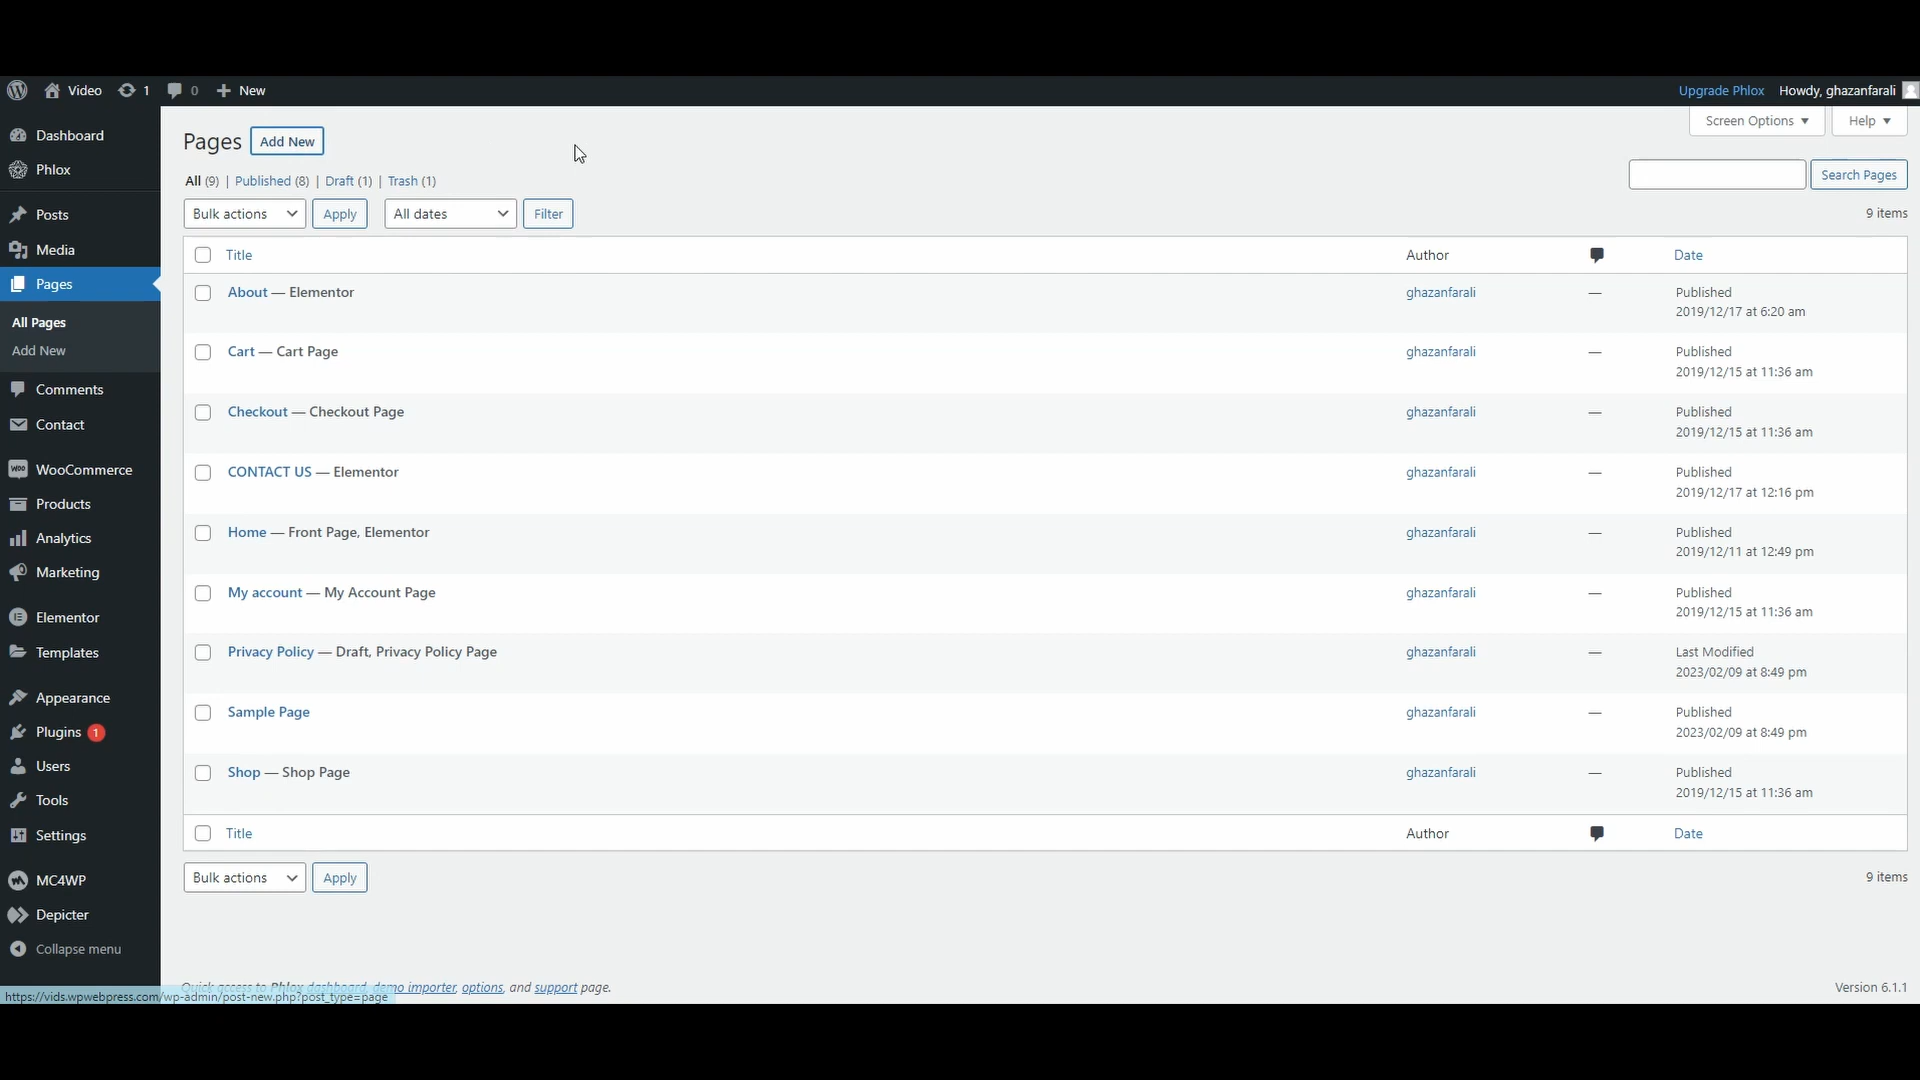 Video 1 0 New Upgrade Phlox Howdy, ghazanfarali
Screen Options Help
Dashboard
Phlox
Posts
Media
Pages
All Pages
Add New
Comments
Contact
WooCommerce
Products
Analytics
Marketing
Elementor
Templates
Appearance
Plugins 1
Users
Tools
Settings
MC4WP
Depicter
Collapse menu
Pages Add New
All (9) | Published (8) | Draft (1) | Trash (1)
Search Pages
Bulk actions Apply All dates Filter 9 items
Title Author Date
About — Elementor ghazanfarali — Published
2019/12/17 at 6:20 am
Cart — Cart Page ghazanfarali — Published
2019/12/15 at 11:36 am
Checkout — Checkout Page ghazanfarali — Published
2019/12/15 at 11:36 am
CONTACT US — Elementor ghazanfarali — Published
2019/12/17 at 12:16 pm
Home — Front Page, Elementor ghazanfarali — Published
2019/12/11 at 12:49 pm
My account — My Account Page ghazanfarali — Published
2019/12/15 at 11:36 am
Privacy Policy — Draft, Privacy Policy Page ghazanfarali — Last Modified
2023/02/09 at 8:49 pm
Sample Page ghazanfarali — Published
2023/02/09 at 8:49 pm
Shop — Shop Page ghazanfarali — Published
2019/12/15 at 11:36 am
Title Author Date
Bulk actions Apply 9 items
Quick access to Phlox dashboard, demo importer, options, and support page. Version 6.1.1
https://vids.wpwebpress.com/wp-admin/post-new.php?post_type=page